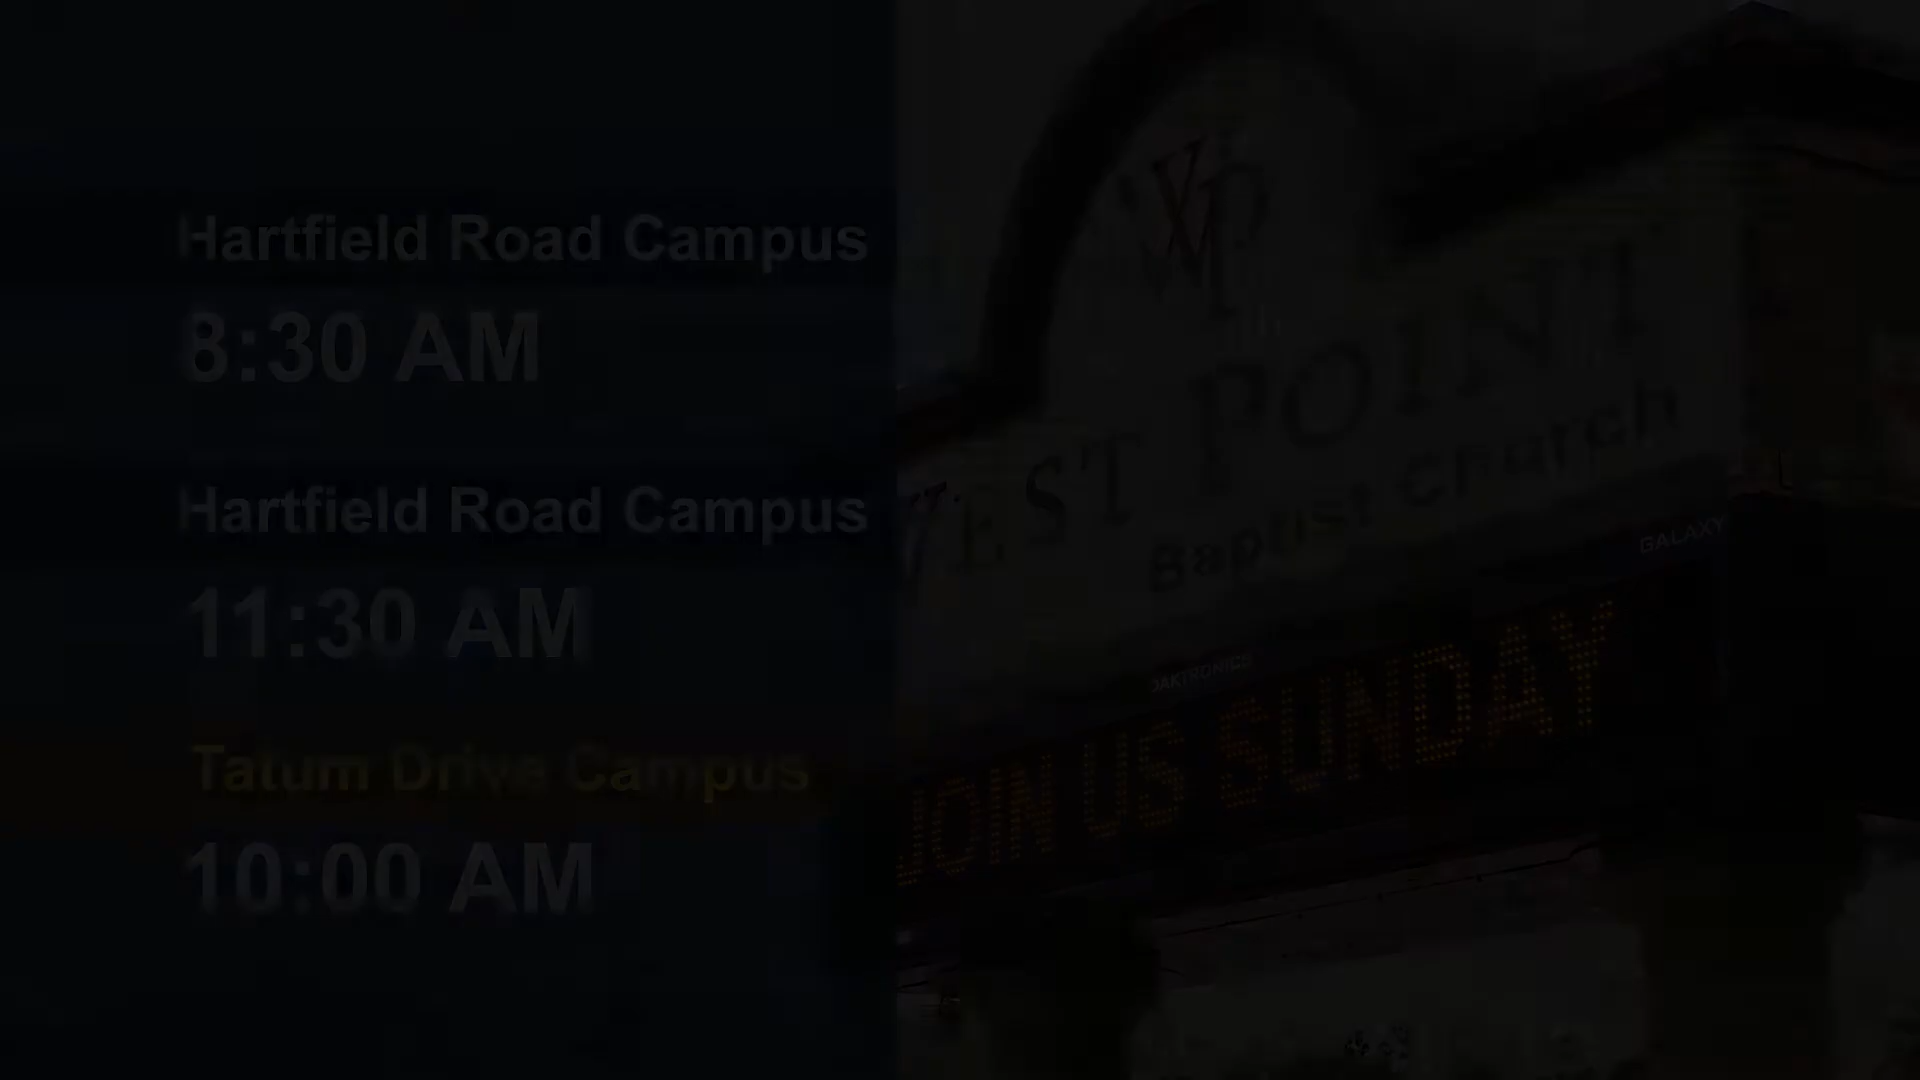 Hartfield Road Campus
8:30 AM
Hartfield Road Campus
11:30 AM
Tatum Drive Campus
10:00 AM
WP
WEST POINT
Baptist Church
GALAXY
DAKTRONICS
JOIN US SUNDAY